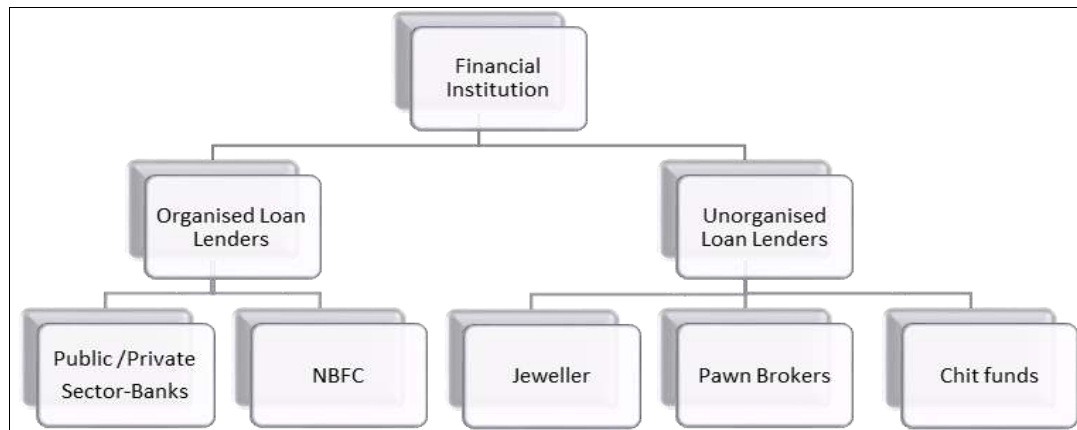 Financial
Institution
Organised Loan
Lenders
Unorganised
Loan Lenders
Public /Private
Sector-Banks
NBFC
Jeweller
Pawn Brokers
Chit funds